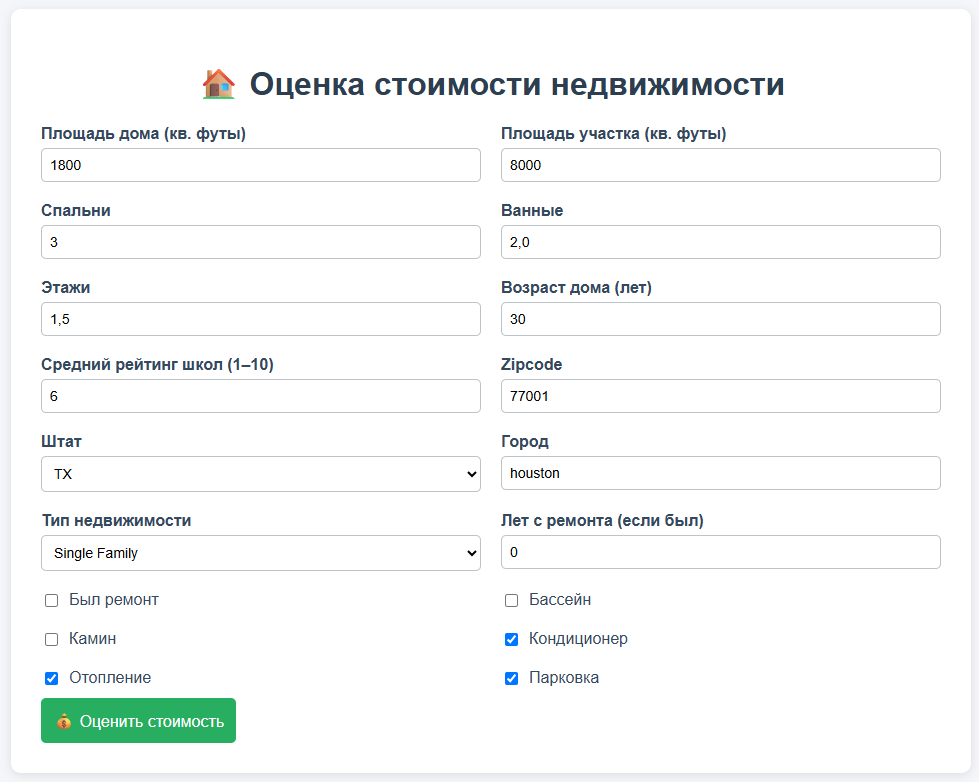 Оценка стоимости недвижимости
Площадь дома (кв. футы)
Площадь участка (кв. футы)
1800
8000
Спальни
Ванные
3
2,0
Этажи
Возраст дома (лет)
1,5
30
Средний рейтинг школ (1–10)
Zipcode
6
77001
Штат
Город
TX
houston
Тип недвижимости
Лет с ремонта (если был)
Single Family
0
Был ремонт
Бассейн
Камин
Кондиционер
Отопление
Парковка
Оценить стоимость